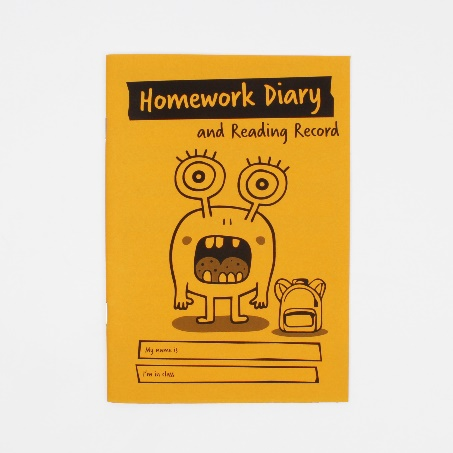 Homework Diary
and Reading Record
My name is
I'm in class